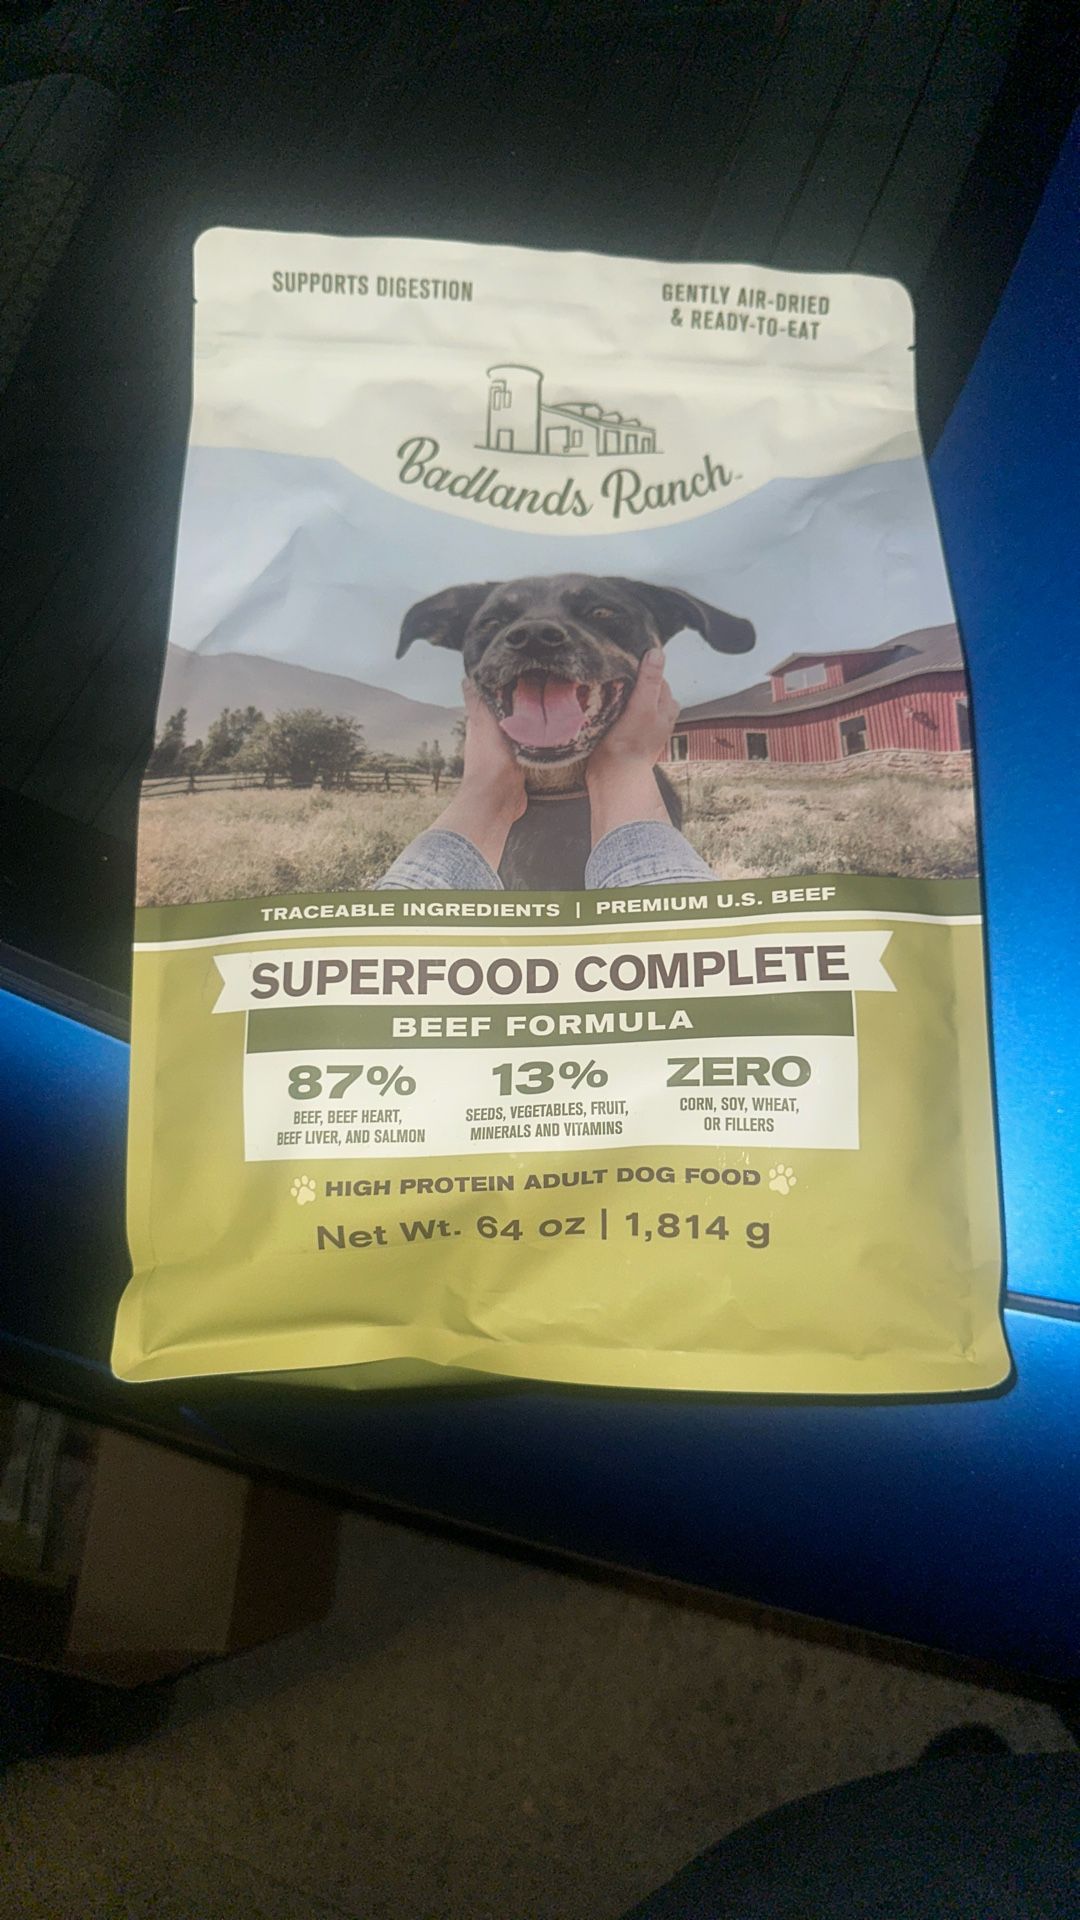 SUPPORTS DIGESTION
GENTLY AIR-DRIED
& READY-TO-EAT
Badlands Ranch™
TRACEABLE INGREDIENTS | PREMIUM U.S. BEEF
SUPERFOOD COMPLETE
BEEF FORMULA
87%
BEEF, BEEF HEART,
BEEF LIVER, AND SALMON
13%
SEEDS, VEGETABLES, FRUIT,
MINERALS AND VITAMINS
ZERO
CORN, SOY, WHEAT,
OR FILLERS
HIGH PROTEIN ADULT DOG FOOD
Net Wt. 64 oz | 1,814 g